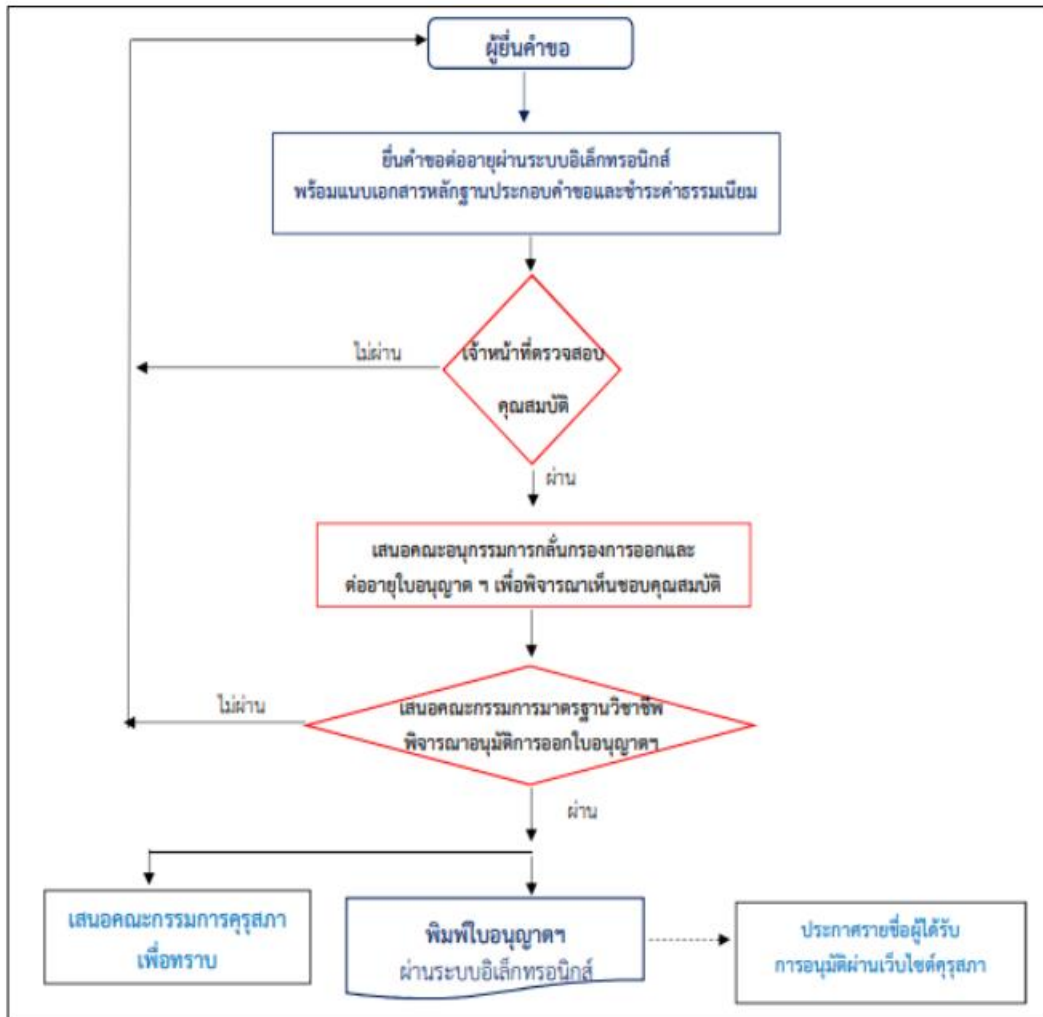 ผู้ยื่นคำขอ
ยื่นคำขอต่ออายุผ่านระบบอิเล็กทรอนิกส์
พร้อมแนบเอกสารหลักฐานประกอบคำขอและชำระค่าธรรมเนียม
ไม่ผ่าน
เจ้าหน้าที่ตรวจสอบ
คุณสมบัติ
ผ่าน
เสนอคณะอนุกรรมการกลั่นกรองการออกและ
ต่ออายุใบอนุญาต ฯ เพื่อพิจารณาเห็นชอบคุณสมบัติ
ไม่ผ่าน
เสนอคณะกรรมการมาตรฐานวิชาชีพ
พิจารณาอนุมัติการออกใบอนุญาตฯ
ผ่าน
เสนอคณะกรรมการคุรุสภา
เพื่อทราบ
พิมพ์ใบอนุญาตฯ
ผ่านระบบอิเล็กทรอนิกส์
ประกาศรายชื่อผู้ได้รับ
การอนุมัติผ่านเว็บไซต์คุรุสภา